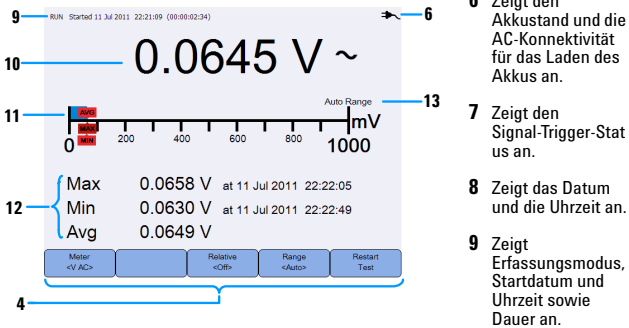 9
RUN Started 11 Jul 2011 22:21:09 (00:00:02:34)
6
10
0.0645 V ~
Auto Range
13
11
AVG
MAX
MIN
mV
0
200
400
600
800
1000
12
Max 0.0658 V at 11 Jul 2011 22:22:05
Min 0.0630 V at 11 Jul 2011 22:22:49
Avg 0.0649 V
Meter
<V AC>
Relative
<Off>
Range
<Auto>
Restart
Test
4
6 Zeigt den
Akkustand und die
AC-Konnektivität
für das Laden des
Akkus an.
7 Zeigt den
Signal-Trigger-Stat
us an.
8 Zeigt das Datum
und die Uhrzeit an.
9 Zeigt
Erfassungsmodus,
Startdatum und
Uhrzeit sowie
Dauer an.